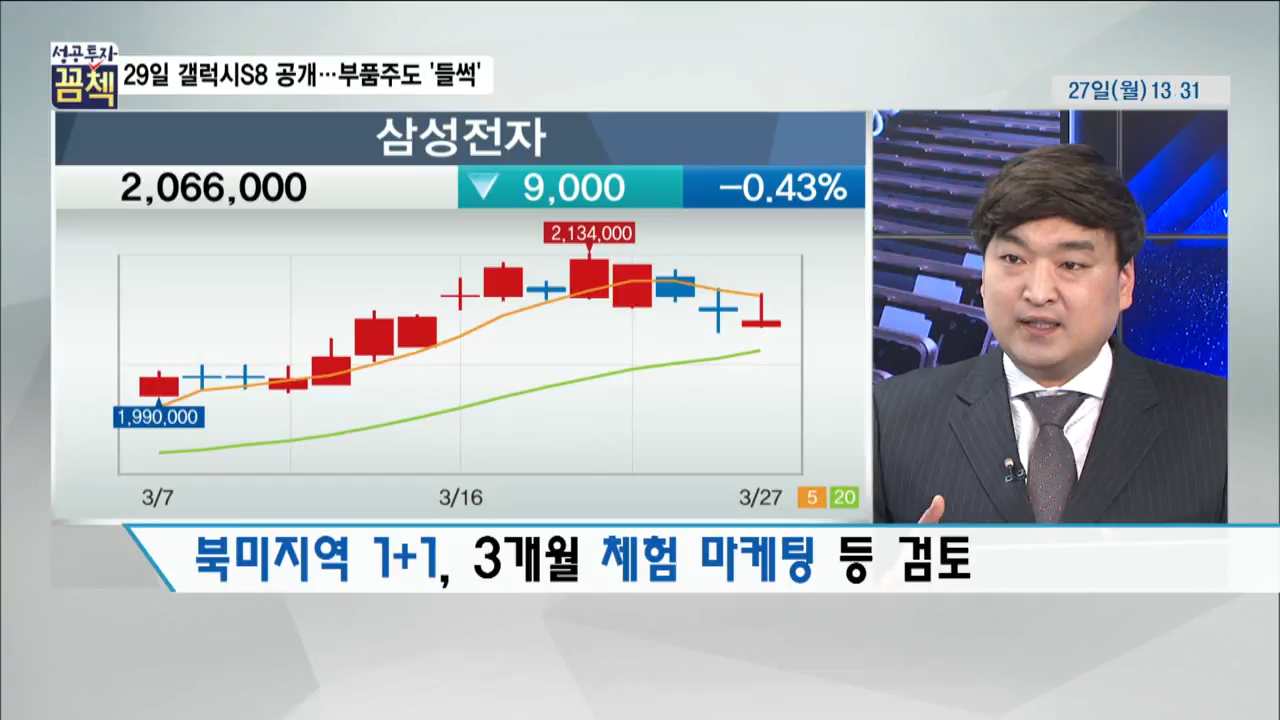 성공투자
꼼첵
29일 갤럭시S8 공개…부품주도 '들썩'
27일(월) 13 31
삼성전자
2,066,000
▼ 9,000
-0.43%
2,134,000
1,990,000
3/7
3/16
3/27
5
20
북미지역 1+1, 3개월 체험 마케팅 등 검토